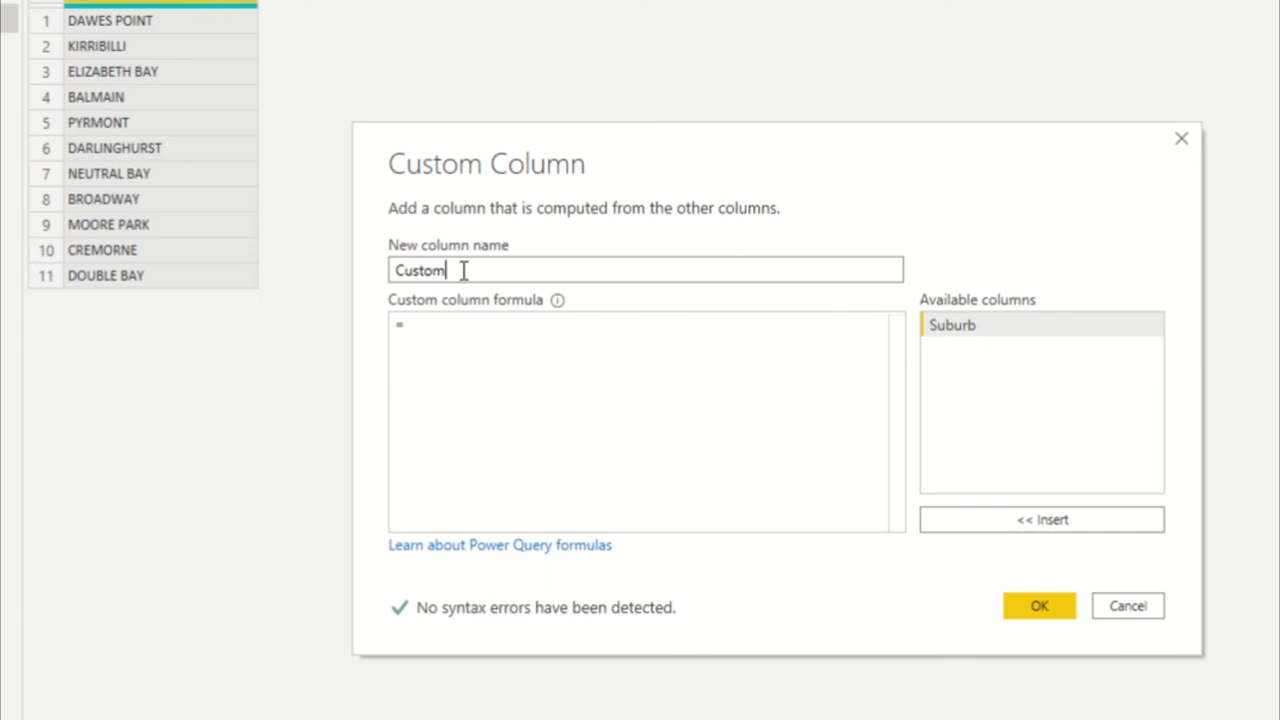 1 DAWES POINT
2 KIRRIBILLI
3 ELIZABETH BAY
4 BALMAIN
5 PYRMONT
6 DARLINGHURST
7 NEUTRAL BAY
8 BROADWAY
9 MOORE PARK
10 CREMORNE
11 DOUBLE BAY
Custom Column
Add a column that is computed from the other columns.
New column name
Custom
Custom column formula
=
Available columns
Suburb
<< Insert
Learn about Power Query formulas
No syntax errors have been detected.
OK
Cancel